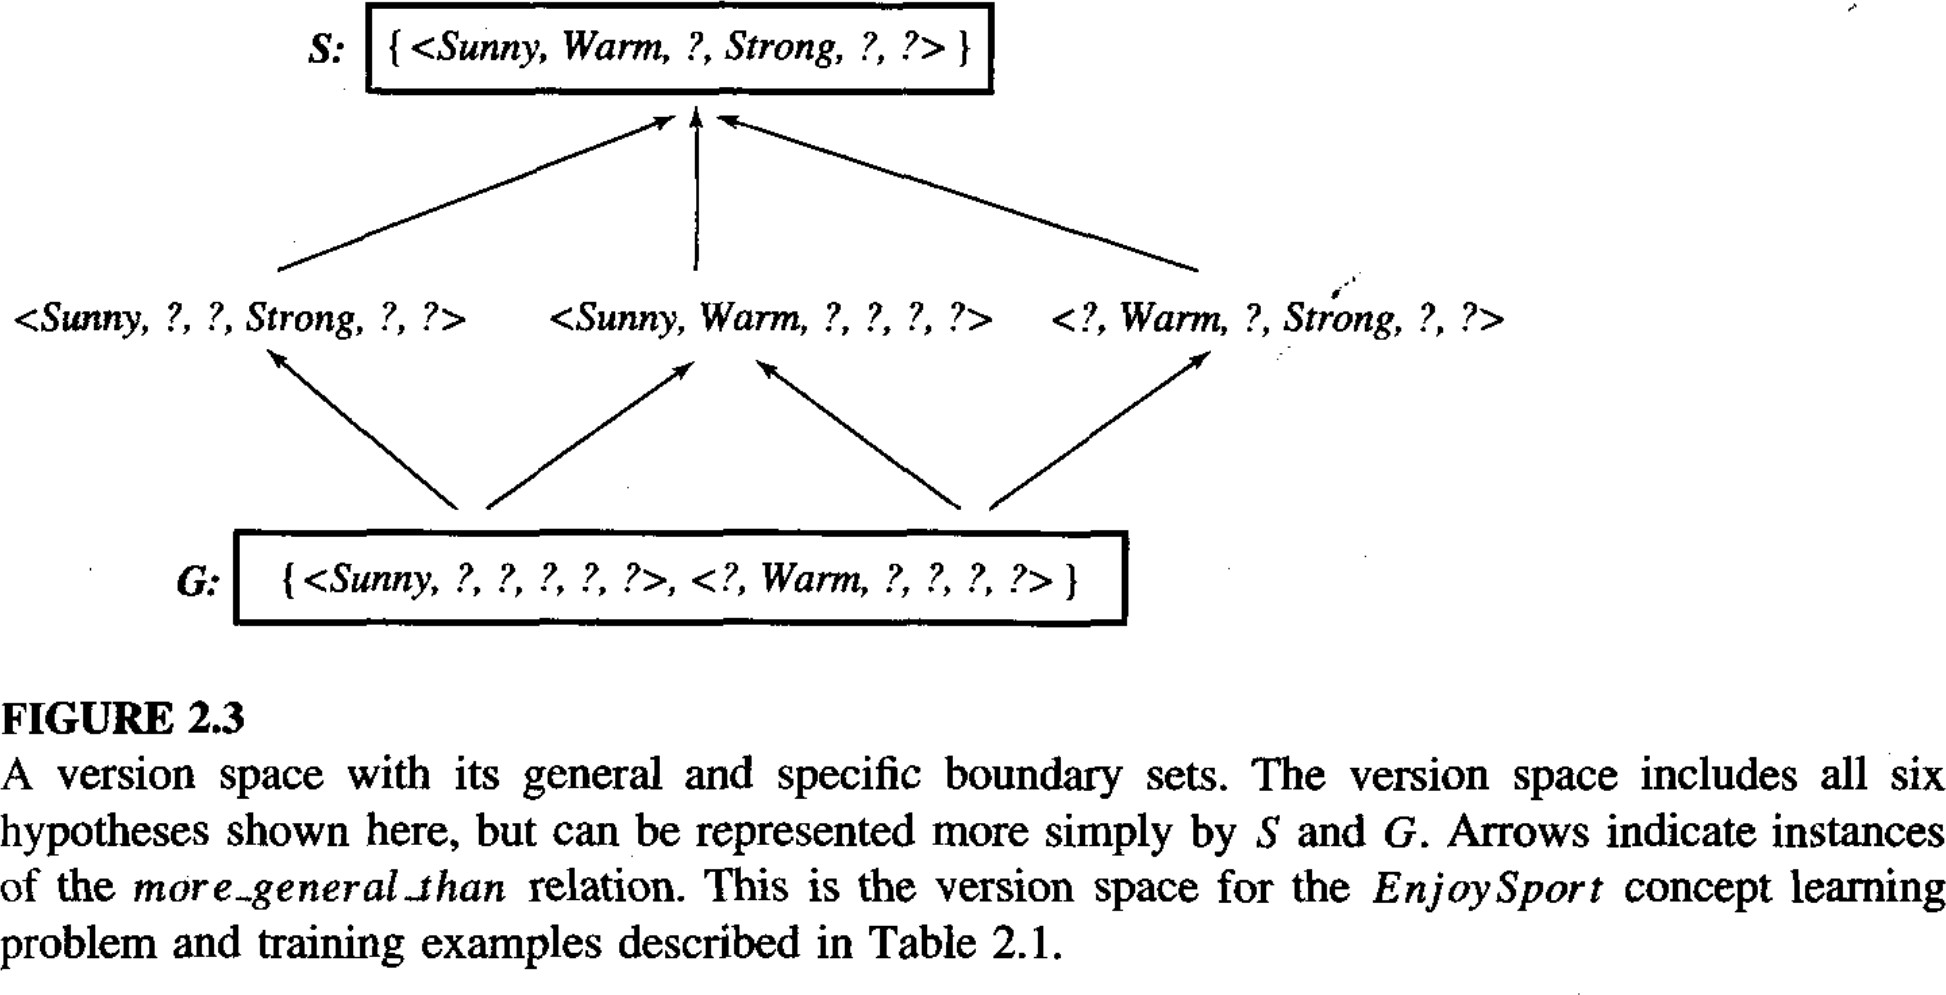 S: { <Sunny, Warm, ?, Strong, ?, ?> }
<Sunny, ?, ?, Strong, ?, ?> <Sunny, Warm, ?, ?, ?, ?> <?, Warm, ?, Strong, ?, ?>
G: { <Sunny, ?, ?, ?, ?, ?>, <?, Warm, ?, ?, ?, ?> }
FIGURE 2.3
A version space with its general and specific boundary sets. The version space includes all six
hypotheses shown here, but can be represented more simply by S and G. Arrows indicate instances
of the more_general_than relation. This is the version space for the EnjoySport concept learning
problem and training examples described in Table 2.1.